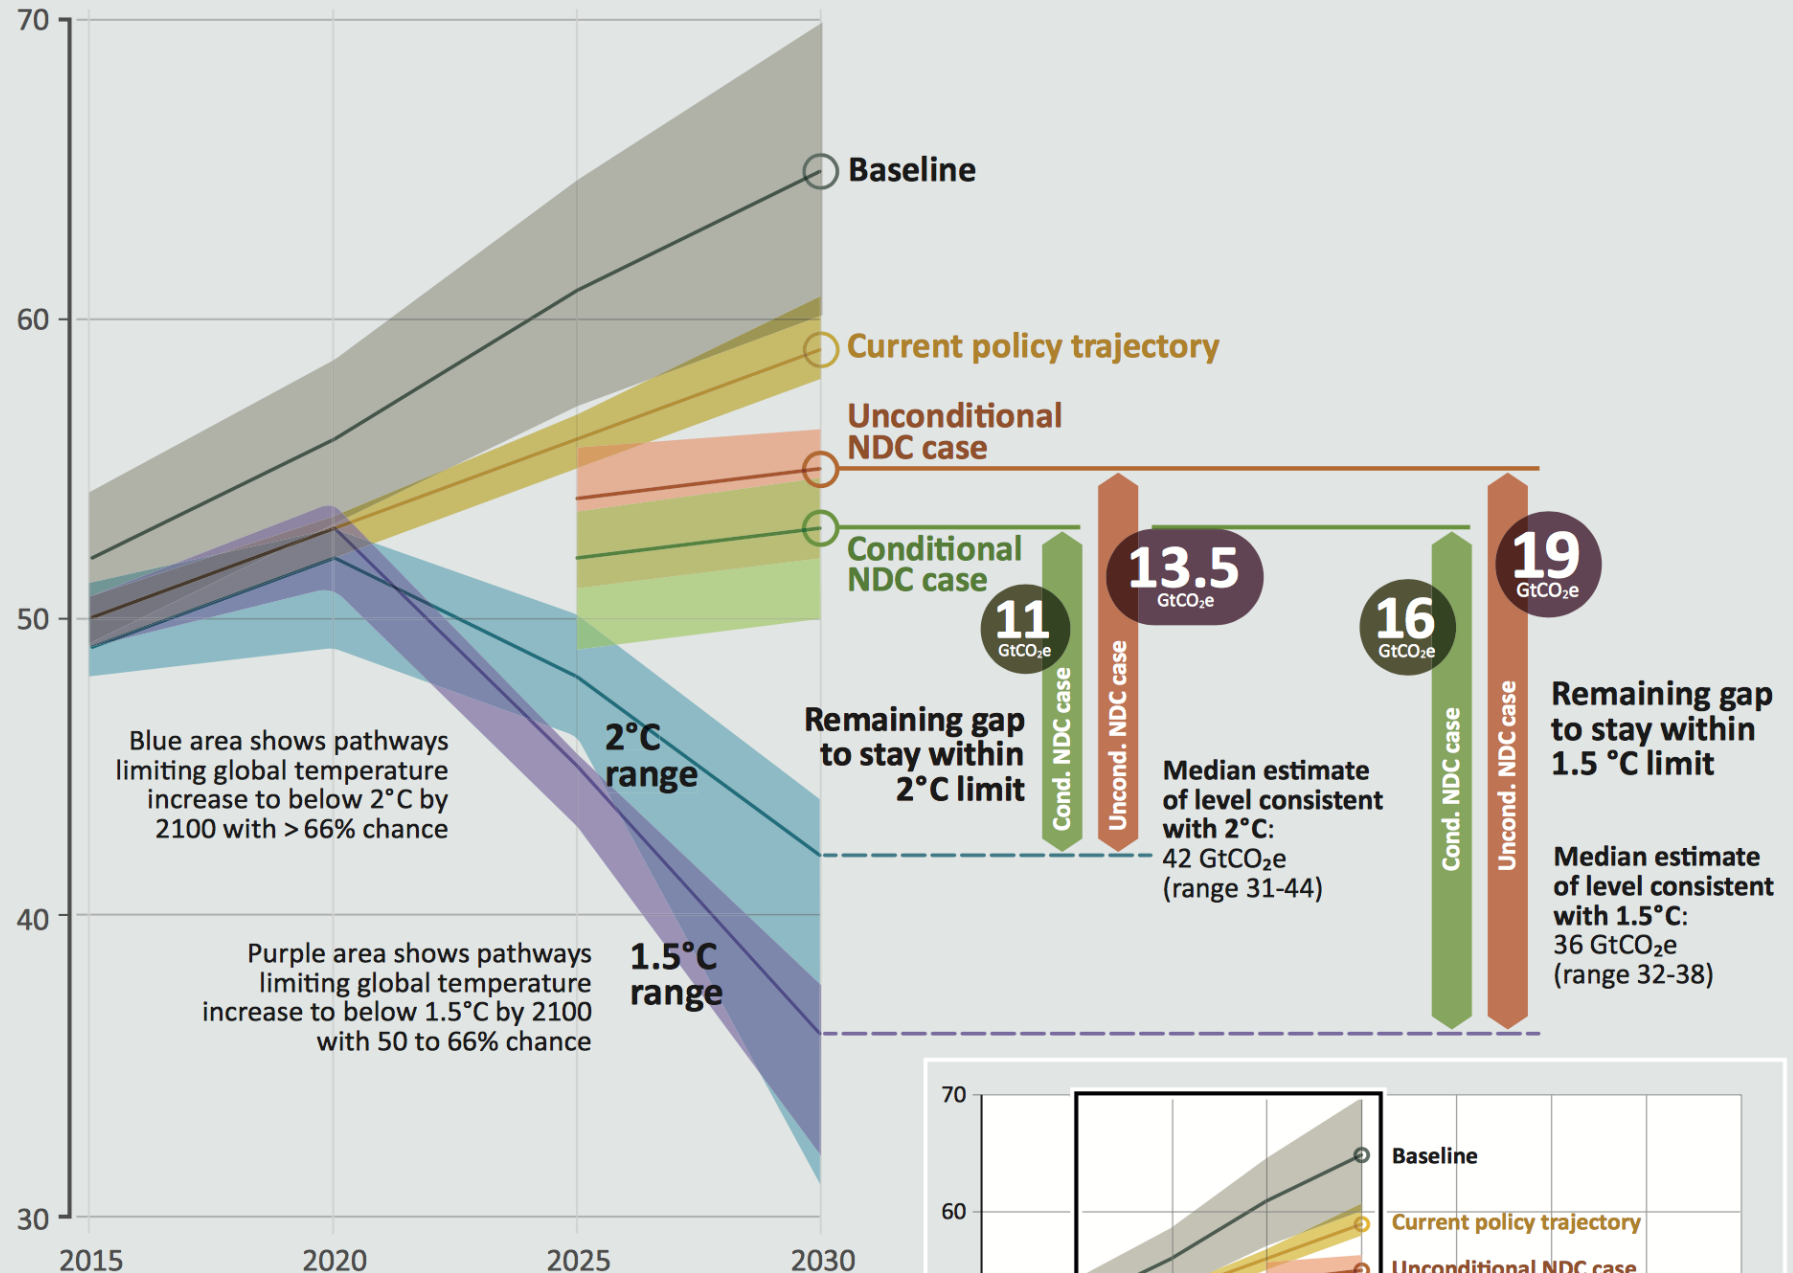 70
60
50
40
30
2015
2020
2025
2030
Baseline
Current policy trajectory
Unconditional
NDC case
Conditional
NDC case
2°C
range
1.5°C
range
Blue area shows pathways
limiting global temperature
increase to below 2°C by
2100 with > 66% chance
Purple area shows pathways
limiting global temperature
increase to below 1.5°C by 2100
with 50 to 66% chance
11
GtCO₂e
13.5
GtCO₂e
Cond. NDC case
Uncond. NDC case
Remaining gap
to stay within
2°C limit
Median estimate
of level consistent
with 2°C:
42 GtCO₂e
(range 31-44)
16
GtCO₂e
19
GtCO₂e
Cond. NDC case
Uncond. NDC case
Remaining gap
to stay within
1.5 °C limit
Median estimate
of level consistent
with 1.5°C:
36 GtCO₂e
(range 32-38)
70
60
Baseline
Current policy trajectory
Unconditional NDC case